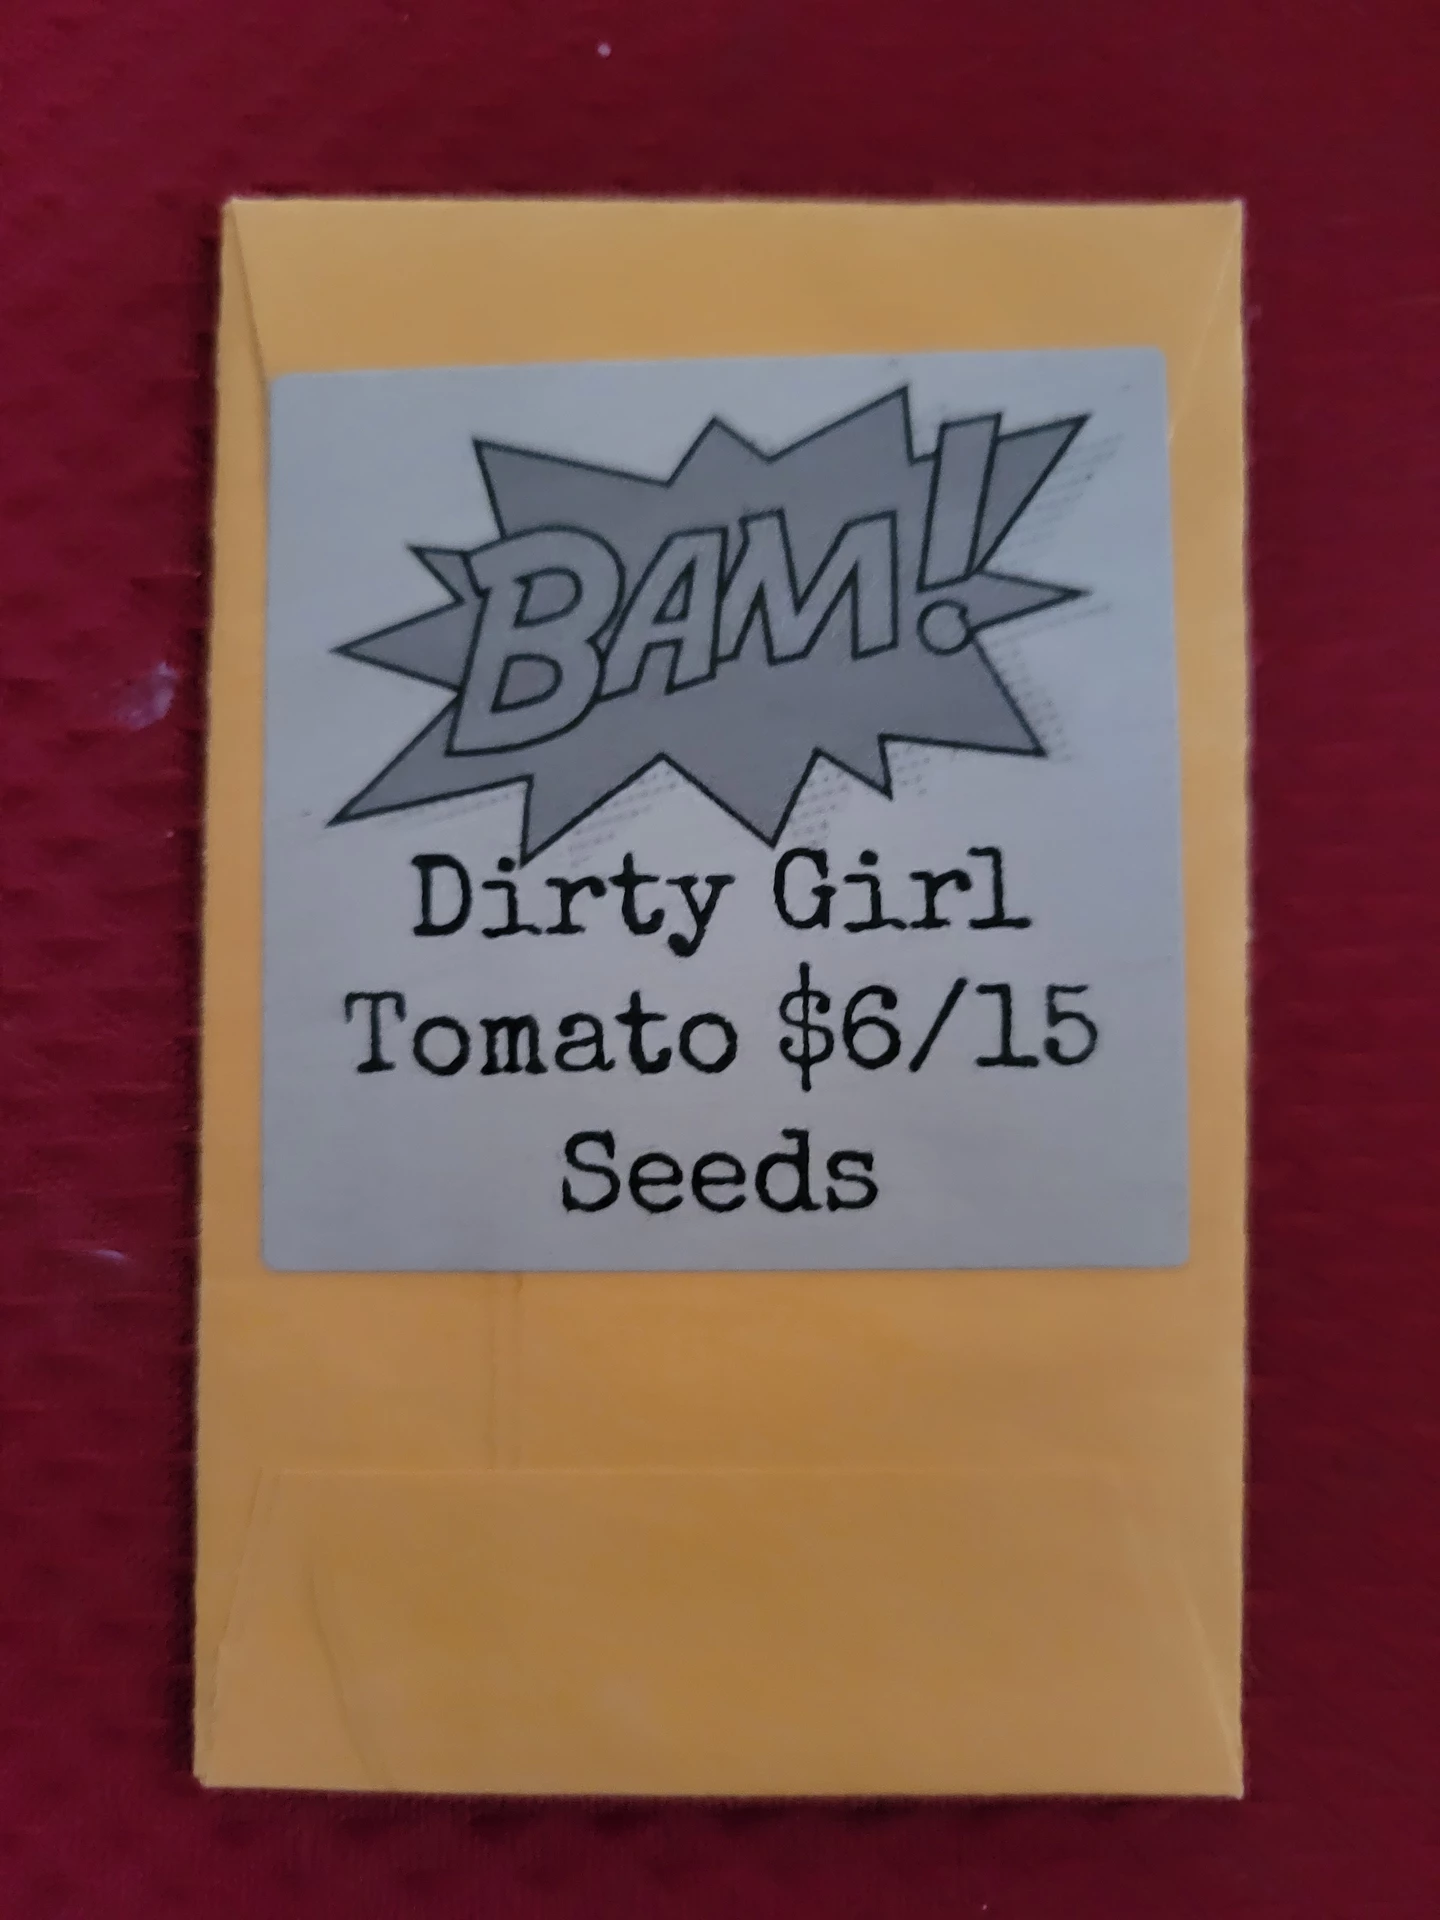 BAM!
Dirty Girl
Tomato $6/15
Seeds